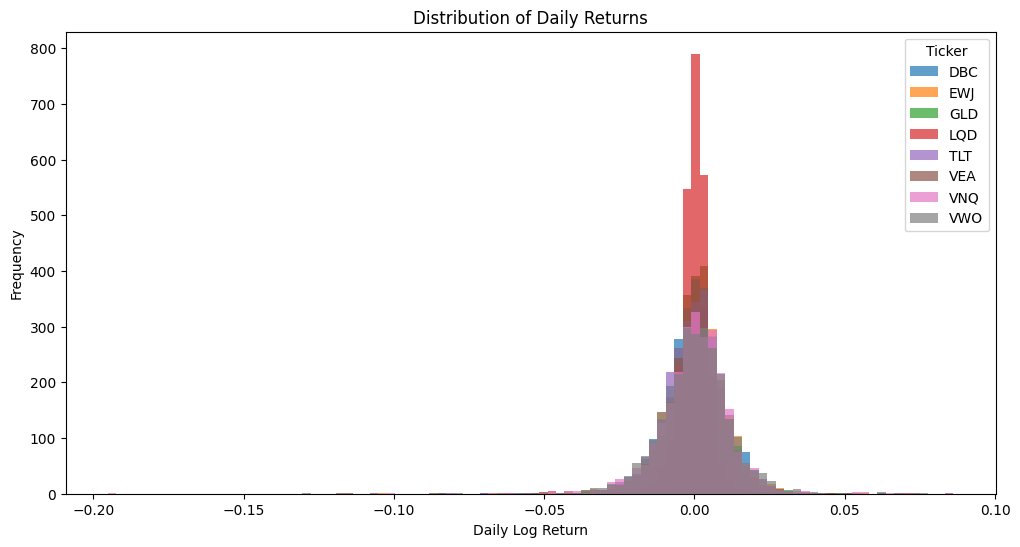 Distribution of Daily Returns
Frequency
800
700
600
500
400
300
200
100
0
−0.20
−0.15
−0.10
−0.05
0.00
0.05
0.10
Daily Log Return
Ticker
DBC
EWJ
GLD
LQD
TLT
VEA
VNQ
VWO